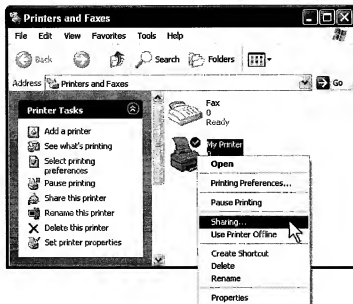 Printers and Faxes
File Edit View Favorites Tools Help
Back Search Folders
Address Printers and Faxes Go
Printer Tasks
Add a printer
See what's printing
Select printing
preferences
Pause printing
Share this printer
Rename this printer
Delete this printer
Set printer properties
Fax
0
Ready
My Printer
Open
Printing Preferences...
Pause Printing
Sharing...
Use Printer Offline
Create Shortcut
Delete
Rename
Properties